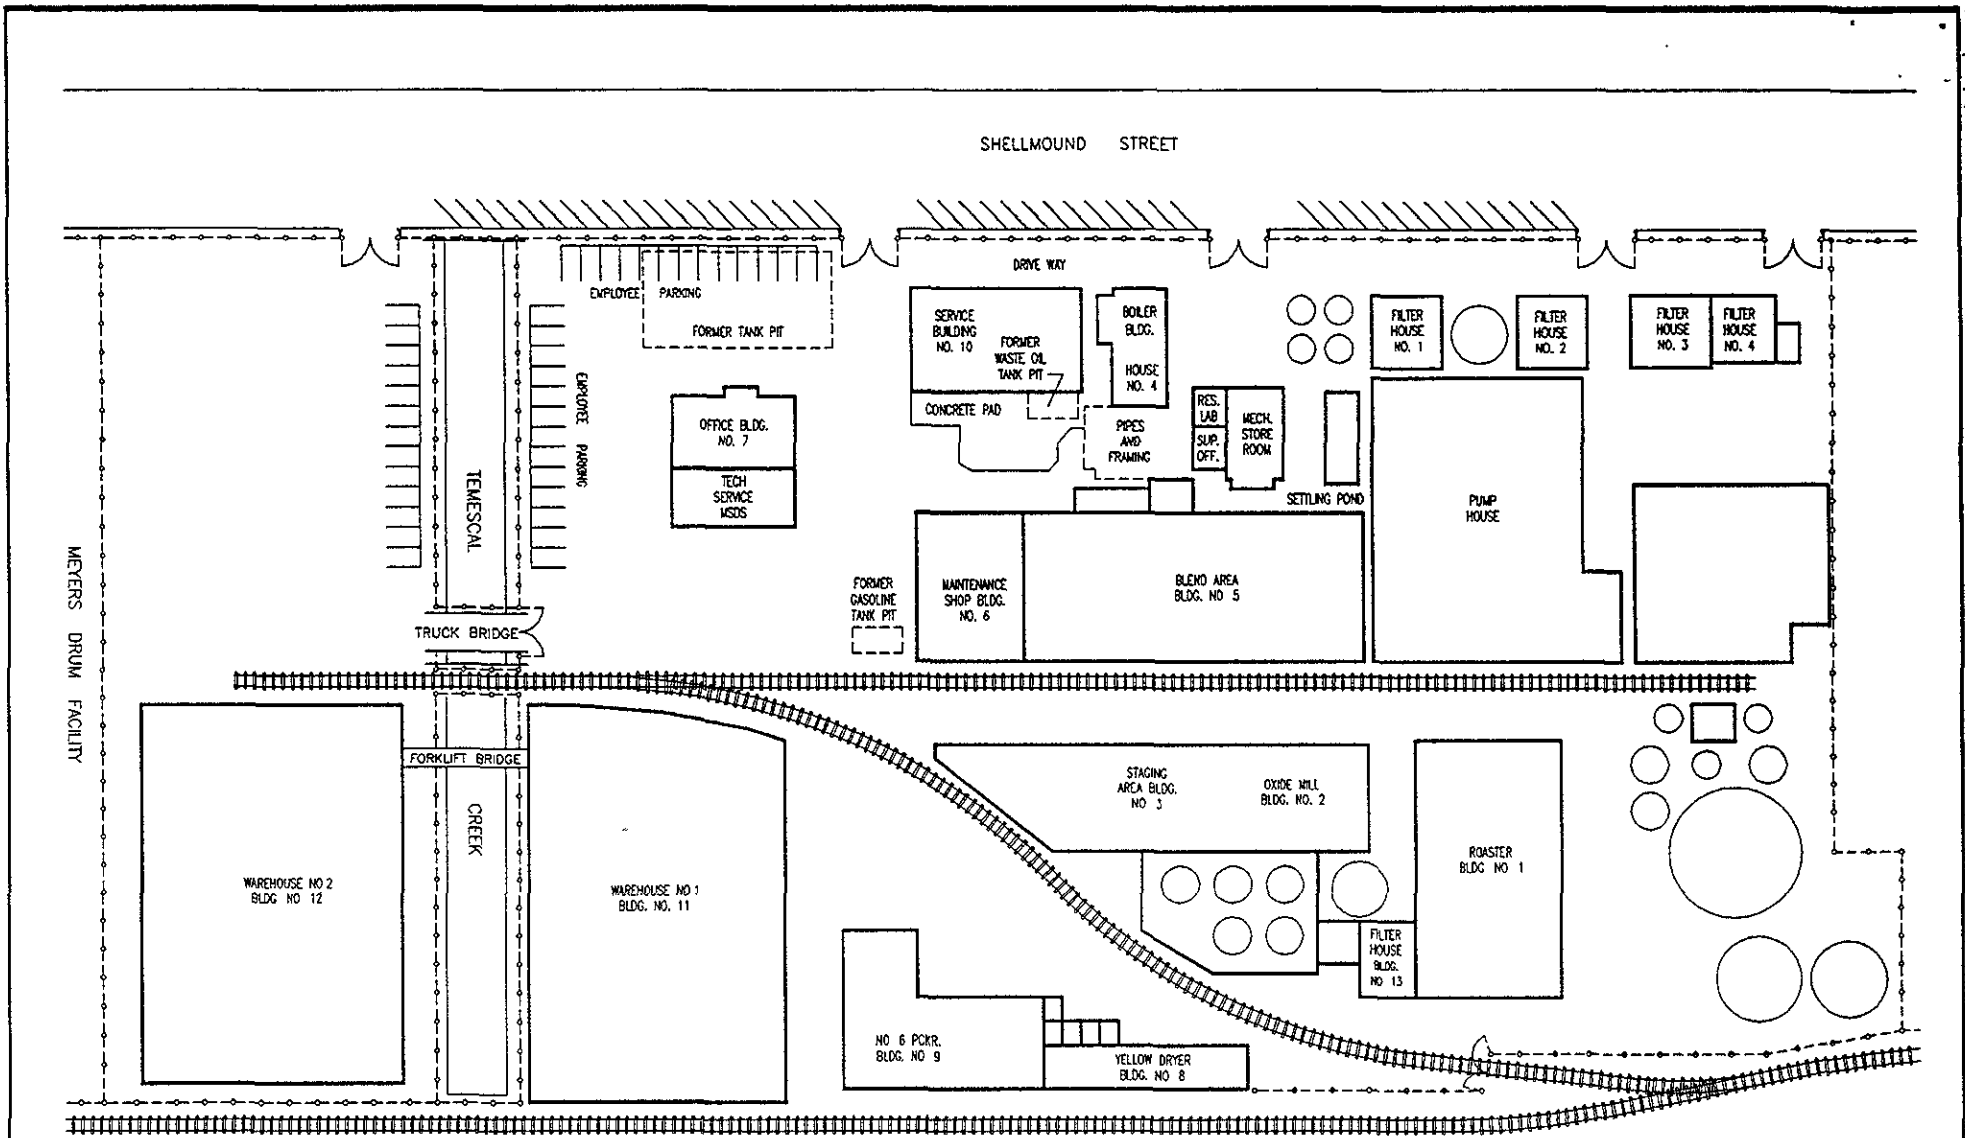 SHELLMOUND STREET
DRIVE WAY
EMPLOYEE PARKING
FORMER TANK PIT
SERVICE
BUILDING
NO. 10
FORMER
WASTE OIL
TANK PIT
BOILER
BLDG.
HOUSE
NO. 4
FILTER
HOUSE
NO. 1
FILTER
HOUSE
NO. 2
FILTER
HOUSE
NO. 3
FILTER
HOUSE
NO. 4
EMPLOYEE PARKING
OFFICE BLDG.
NO. 7
TECH
SERVICE
MSDS
CONCRETE PAD
PIPES
AND
FRAMING
RES.
LAB
SUP.
OFF.
MECH.
STORE
ROOM
SETTLING POND
PUMP
HOUSE
TEMESCAL
MEYERS DRUM FACILITY
FORMER
GASOLINE
TANK PIT
MAINTENANCE
SHOP BLDG.
NO. 6
BLEND AREA
BLDG. NO 5
TRUCK BRIDGE
FORKLIFT BRIDGE
CREEK
STAGING
AREA BLDG.
NO 3
OXIDE MILL
BLDG. NO. 2
ROASTER
BLDG NO 1
WAREHOUSE NO 2
BLDG NO 12
WAREHOUSE NO 1
BLDG. NO. 11
FILTER
HOUSE
BLDG.
NO 13
NO 6 PCKR.
BLDG. NO 9
YELLOW DRYER
BLDG. NO 8